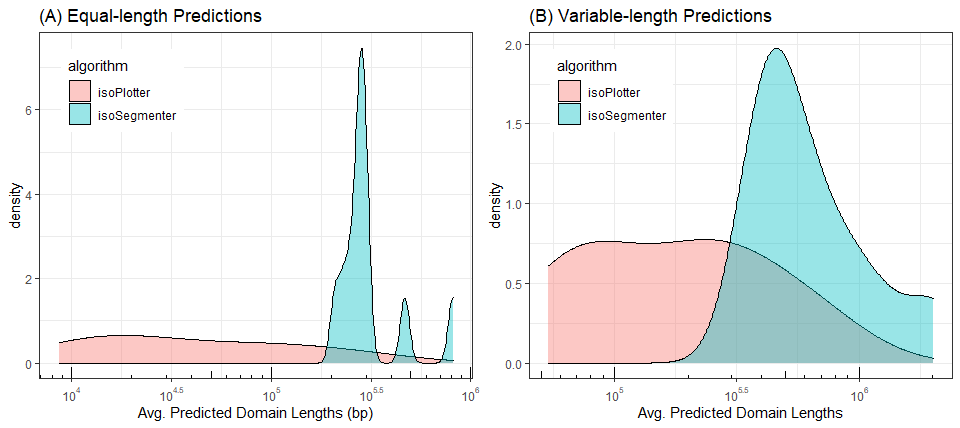 (A) Equal-length Predictions
algorithm
isoPlotter
isoSegmenter
density
6
4
2
0
10^4
10^4.5
10^5
10^5.5
10^6
Avg. Predicted Domain Lengths (bp)
(B) Variable-length Predictions
algorithm
isoPlotter
isoSegmenter
density
2.0
1.5
1.0
0.5
0.0
10^5
10^5.5
10^6
Avg. Predicted Domain Lengths